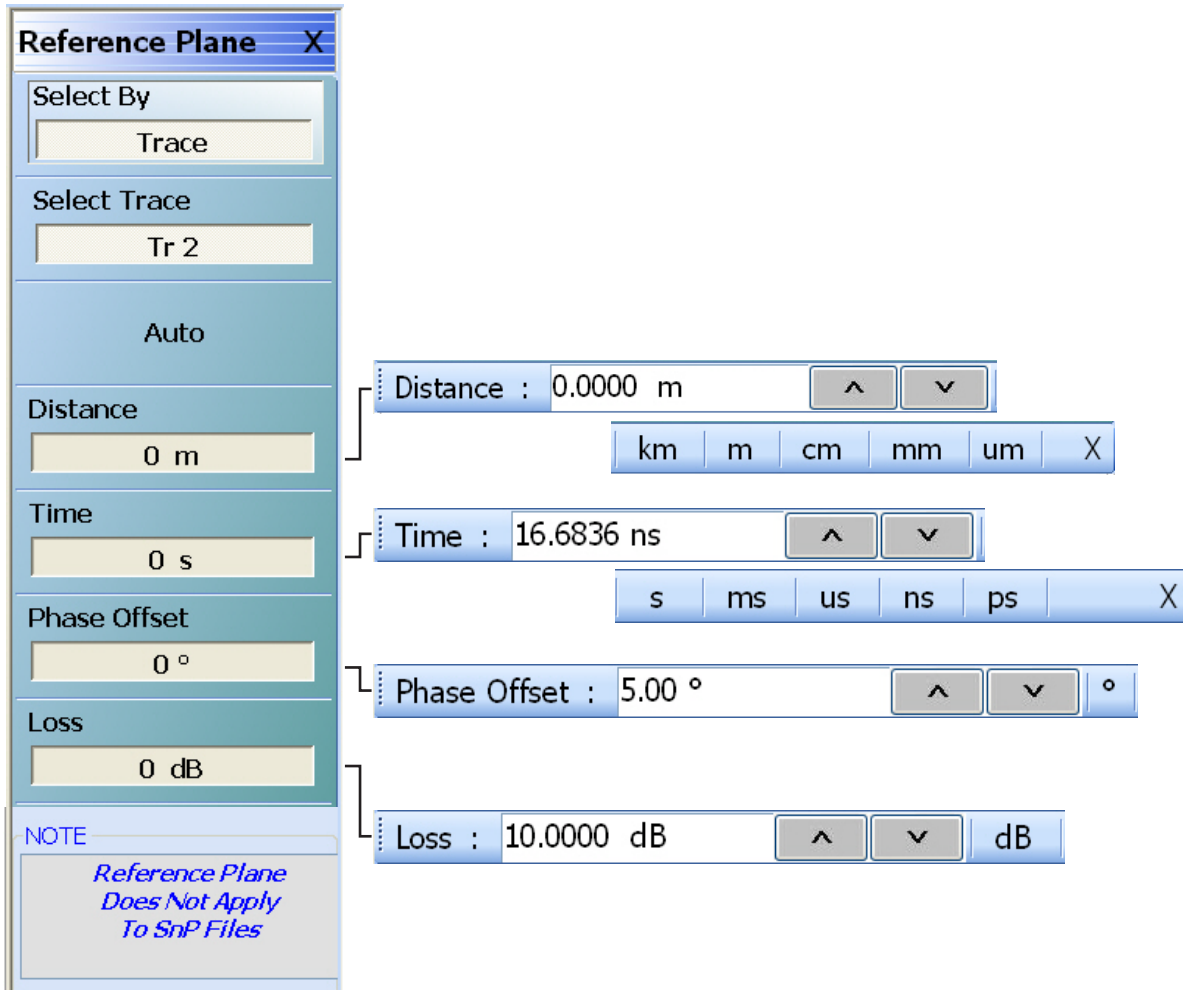 Reference Plane X
Select By
Trace
Select Trace
Tr 2
Auto
Distance
0 m
Time
0 s
Phase Offset
0 °
Loss
0 dB
NOTE
Reference Plane
Does Not Apply
To SnP Files
Distance : 0.0000 m ^ v
km m cm mm um X
Time : 16.6836 ns ^ v
s ms us ns ps X
Phase Offset : 5.00 ° ^ v °
Loss : 10.0000 dB ^ v dB